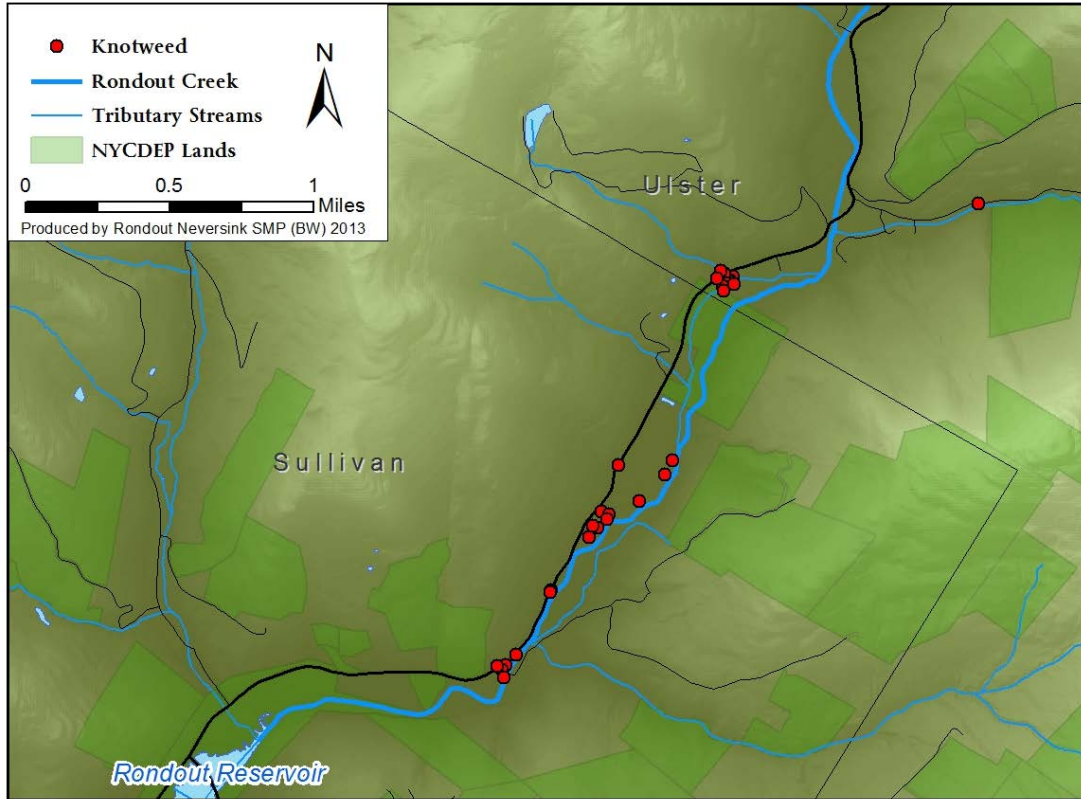 Knotweed
Rondout Creek
Tributary Streams
NYCDEP Lands
N
0 0.5 1
Miles
Produced by Rondout Neversink SMP (BW) 2013
Ulster
Sullivan
Rondout Reservoir